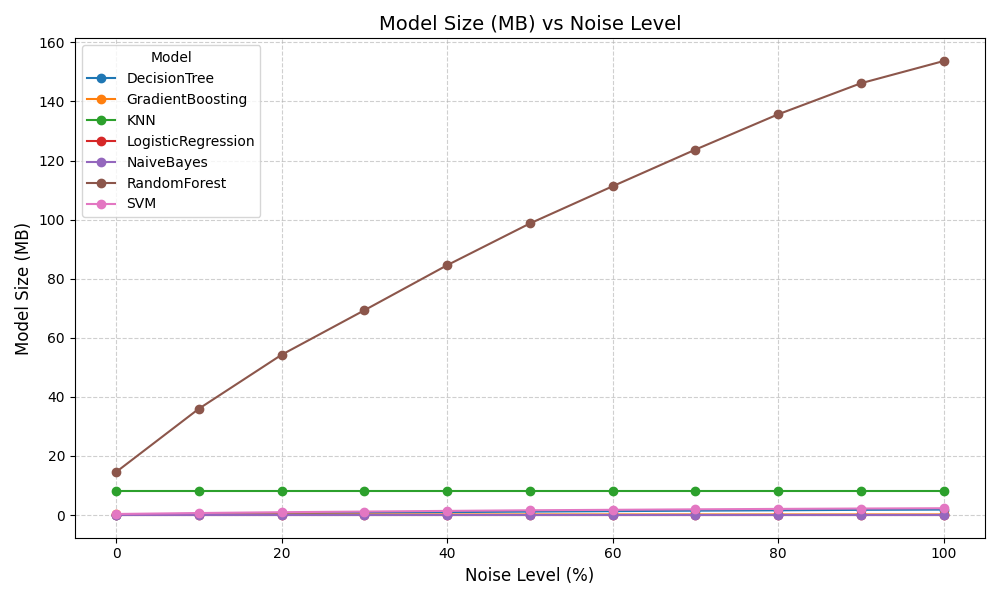 Model Size (MB) vs Noise Level
Model
DecisionTree
GradientBoosting
KNN
LogisticRegression
NaiveBayes
RandomForest
SVM
Model Size (MB)
160
140
120
100
80
60
40
20
0
0 20 40 60 80 100
Noise Level (%)